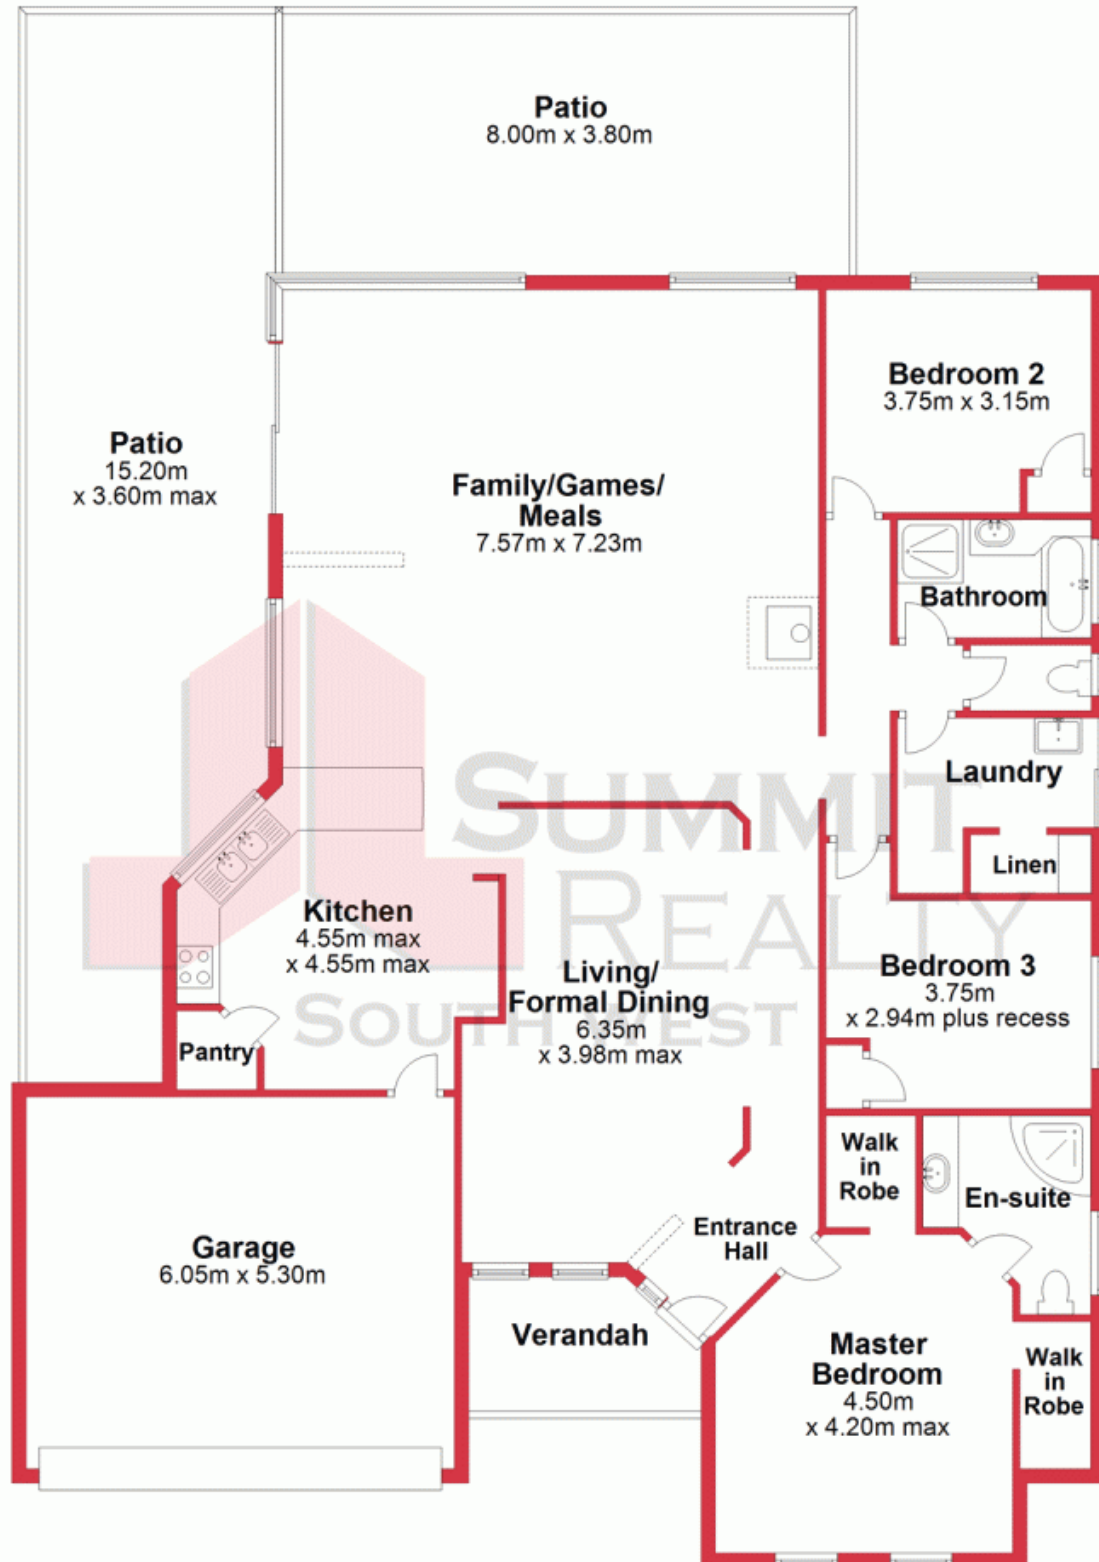 Patio
8.00m x 3.80m
Bedroom 2
3.75m x 3.15m
Patio
15.20m
x 3.60m max
Family/Games/
Meals
7.57m x 7.23m
Bathroom
Laundry
Linen
SUMMIT
REALTY
SOUTH WEST
Kitchen
4.55m max
x 4.55m max
Living/
Formal Dining
6.35m
x 3.98m max
Bedroom 3
3.75m
x 2.94m plus recess
Pantry
Walk
in
Robe
En-suite
Entrance
Hall
Garage
6.05m x 5.30m
Verandah
Master
Bedroom
4.50m
x 4.20m max
Walk
in
Robe